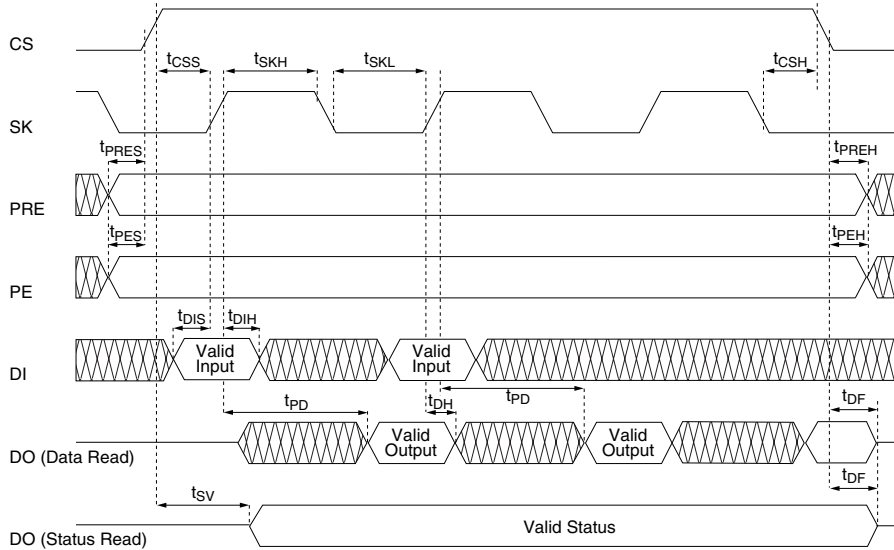 CS
tCSS
tSKH
tSKL
tCSH
SK
tPRES
tPREH
PRE
tPES
tPEH
PE
tDIS
tDIH
Valid
Input
Valid
Input
DI
tPD
tDH
tPD
tDF
Valid
Output
Valid
Output
DO (Data Read)
tDF
tSV
Valid Status
DO (Status Read)